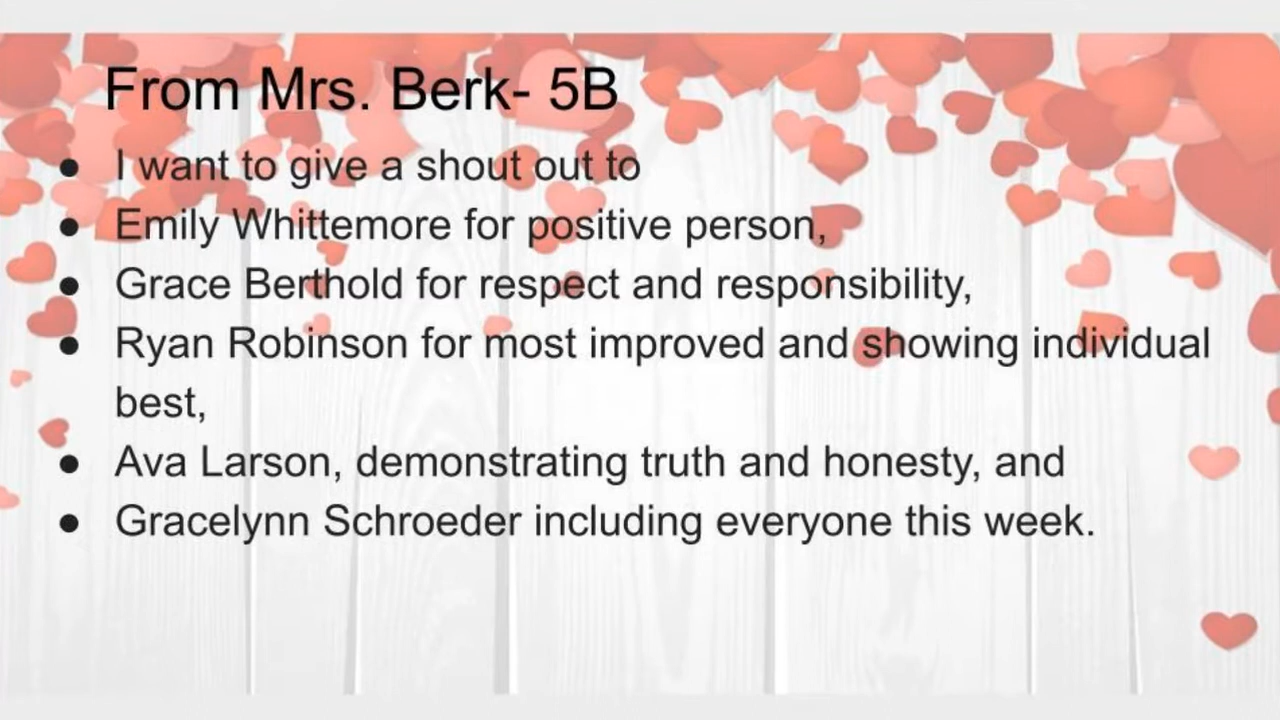 From Mrs. Berk- 5B
● I want to give a shout out to
● Emily Whittemore for positive person,
● Grace Berthold for respect and responsibility,
● Ryan Robinson for most improved and showing individual
best,
● Ava Larson, demonstrating truth and honesty, and
● Gracelynn Schroeder including everyone this week.